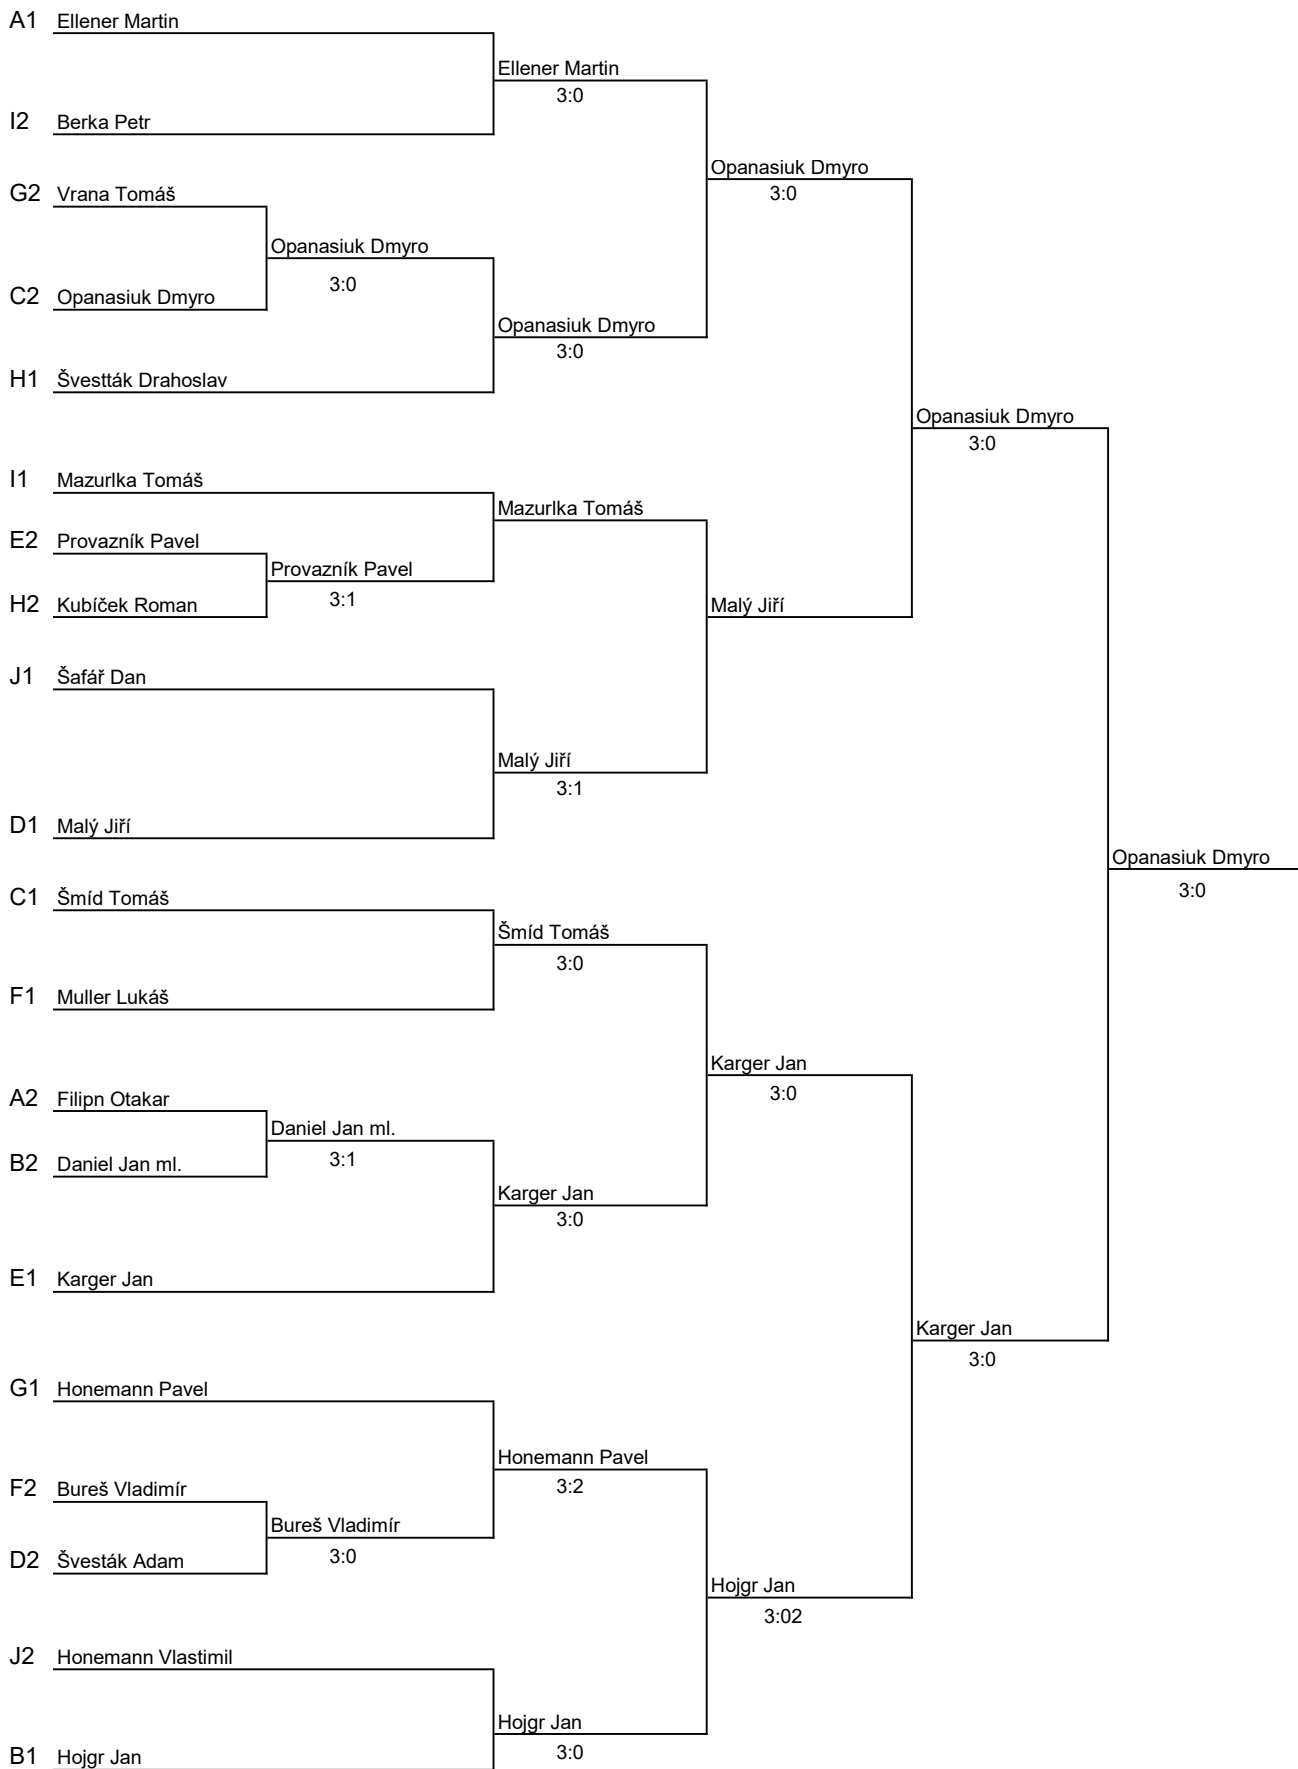 A1 Ellener Martin
Ellener Martin
3:0
I2 Berka Petr
Opanasiuk Dmyro
3:0
G2 Vrana Tomáš
Opanasiuk Dmyro
3:0
C2 Opanasiuk Dmyro
Opanasiuk Dmyro
3:0
H1 Švestták Drahoslav
Opanasiuk Dmyro
3:0
I1 Mazurlka Tomáš
Mazurlka Tomáš
E2 Provazník Pavel
Provazník Pavel
3:1
H2 Kubíček Roman
Malý Jiří
J1 Šafář Dan
Malý Jiří
3:1
D1 Malý Jiří
Opanasiuk Dmyro
3:0
C1 Šmíd Tomáš
Šmíd Tomáš
3:0
F1 Muller Lukáš
Karger Jan
3:0
A2 Filipn Otakar
Daniel Jan ml.
3:1
B2 Daniel Jan ml.
Karger Jan
3:0
E1 Karger Jan
Karger Jan
3:0
G1 Honemann Pavel
Honemann Pavel
3:2
F2 Bureš Vladimír
Bureš Vladimír
3:0
D2 Švesták Adam
Hojgr Jan
3:02
J2 Honemann Vlastimil
Hojgr Jan
3:0
B1 Hojgr Jan